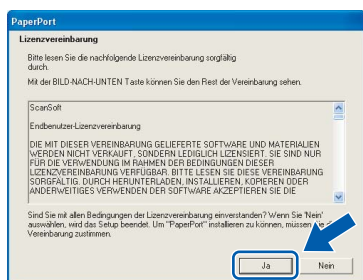 PaperPort
Lizenzvereinbarung
Bitte lesen Sie die nachfolgende Lizenzvereinbarung sorgfältig
durch.
Mit der BILD-NACH-UNTEN Taste können Sie den Rest der Vereinbarung sehen.
ScanSoft
Endbenutzer-Lizenzvereinbarung
DIE MIT DIESER VEREINBARUNG GELIEFERTE SOFTWARE UND MATERIALIEN
WERDEN NICHT VERKAUFT, SONDERN LEDIGLICH LIZENSIERT. SIE SIND NUR
FÜR DIE VERWENDUNG IM RAHMEN DER BEDINGUNGEN DIESER
LIZENZVEREINBARUNG VERFÜGBAR. BITTE LESEN SIE DIESE VEREINBARUNG
SORGFÄLTIG. DURCH HERUNTERLADEN, INSTALLIEREN, KOPIEREN ODER
ANDERWEITIGES VERWENDEN DER SOFTWARE AKZEPTIEREN SIE DIE
Sind Sie mit allen Bedingungen der Lizenzvereinbarung einverstanden? Wenn Sie 'Nein'
auswählen, wird das Setup beendet. Um "PaperPort" installieren zu können, müssen
Vereinbarung zustimmen.
Ja
Nein